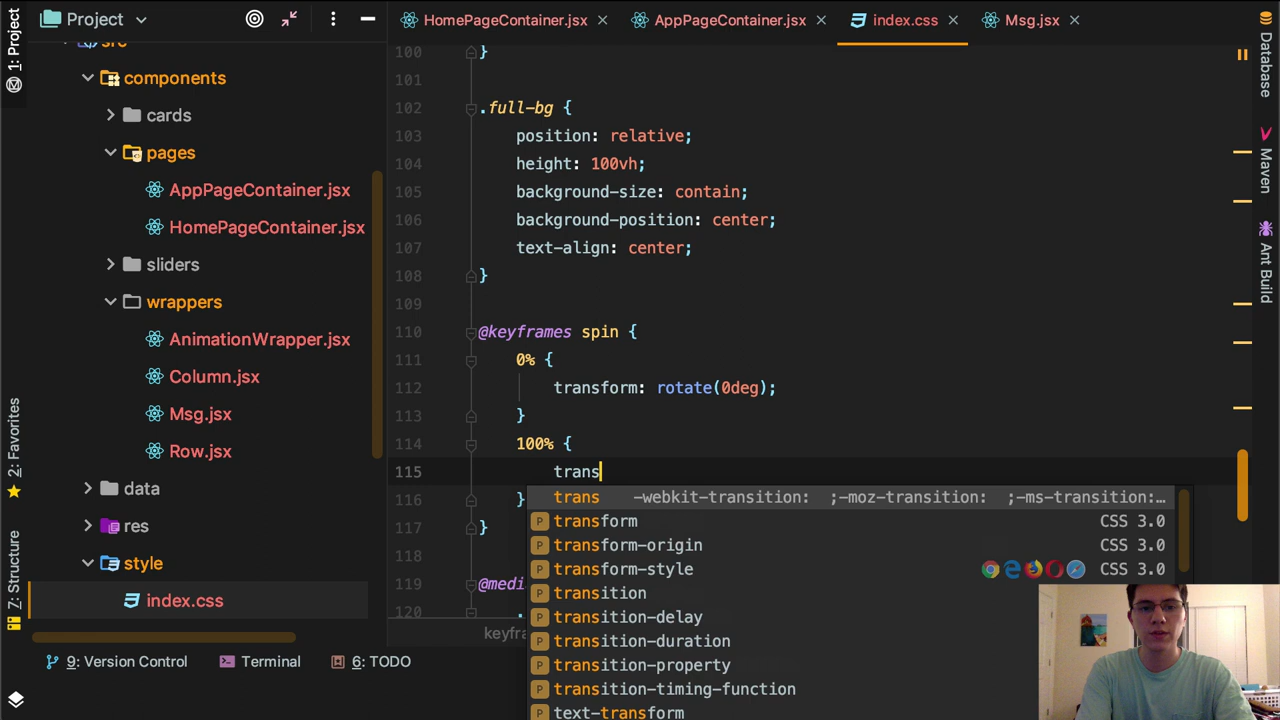 1: Project
2: Favorites
7: Structure
Project
src
components
cards
pages
AppPageContainer.jsx
HomePageContainer.jsx
sliders
wrappers
AnimationWrapper.jsx
Column.jsx
Msg.jsx
Row.jsx
data
res
style
index.css
HomePageContainer.jsx
AppPageContainer.jsx
index.css
Msg.jsx
100 }
101
102 .full-bg {
103 position: relative;
104 height: 100vh;
105 background-size: contain;
106 background-position: center;
107 text-align: center;
108 }
109
110 @keyframes spin {
111 0% {
112 transform: rotate(0deg);
113 }
114 100% {
115 trans
116 }
117 }
118
119 @medi
120 .
keyfra
trans -webkit-transition: ;-moz-transition: ;-ms-transition:…
P transform CSS 3.0
P transform-origin CSS 3.0
P transform-style CSS 3.0
P transition
P transition-delay
P transition-duration
P transition-property
P transition-timing-function
P text-transform
Database
Maven
Ant Build
9: Version Control
Terminal
6: TODO